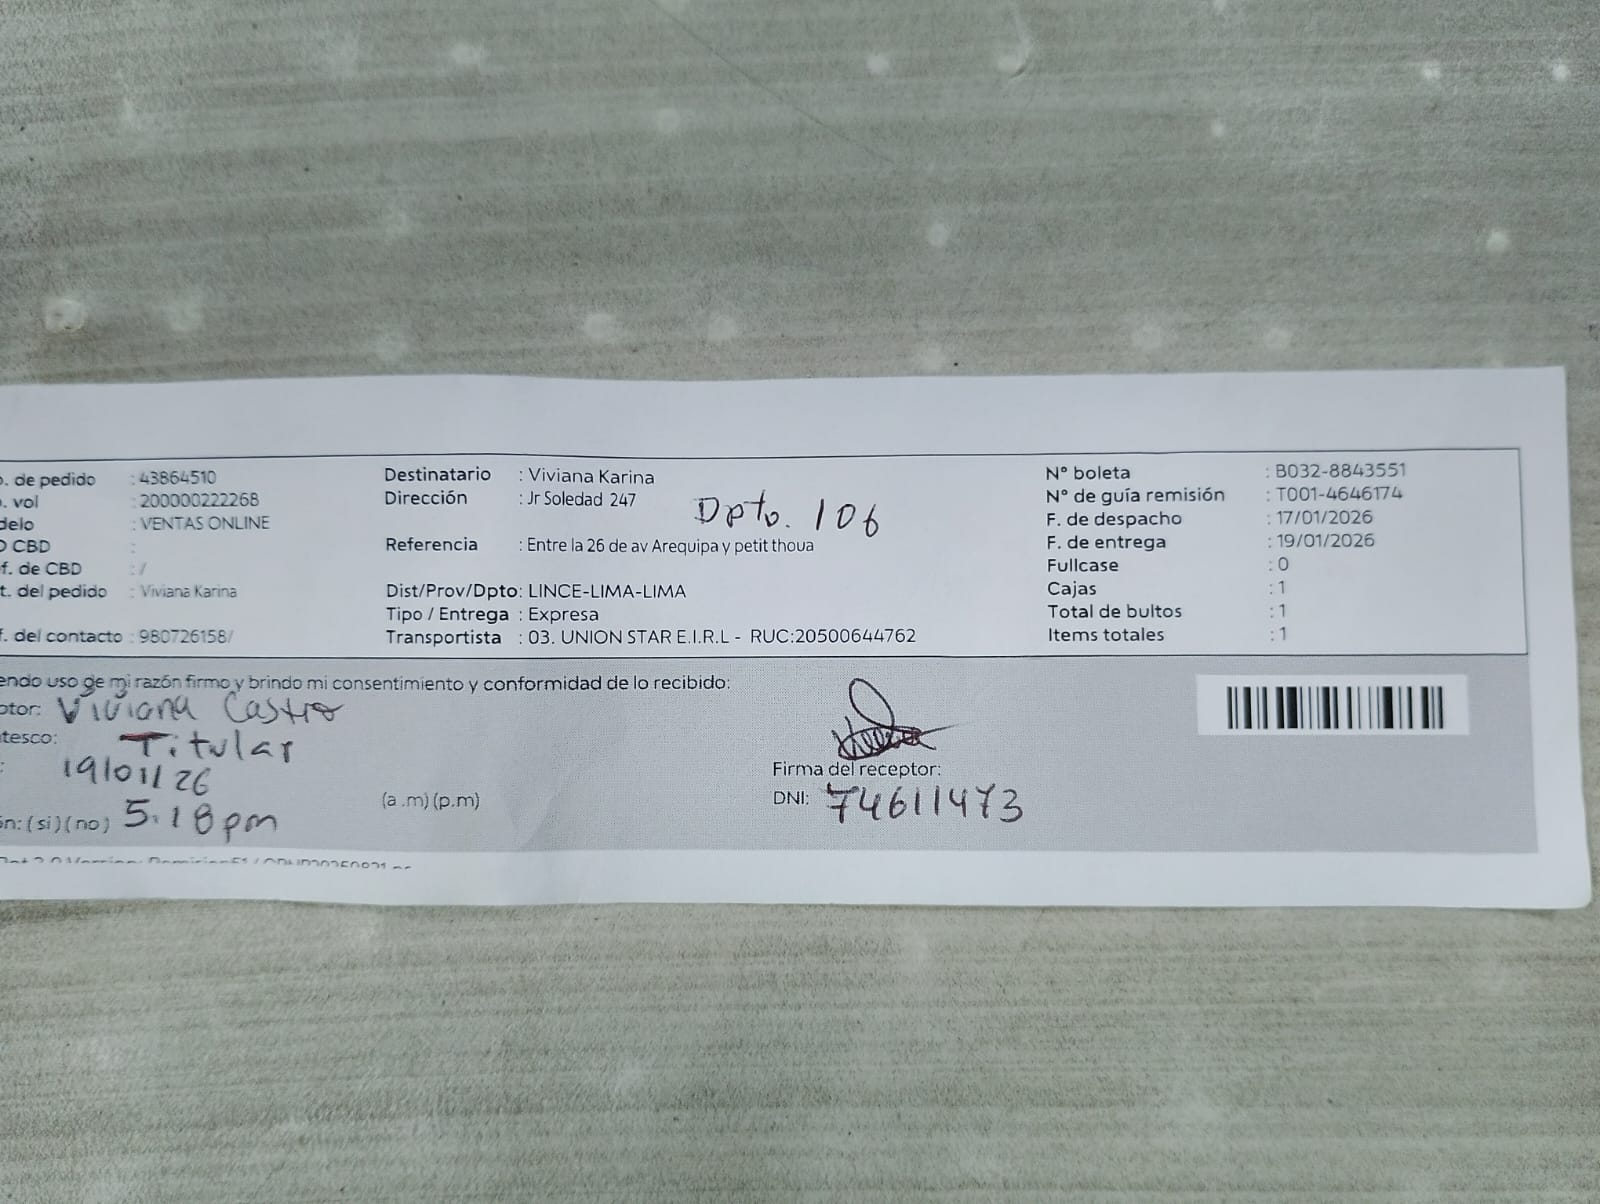 . de pedido : 43864510
. vol : 200000222268
delo : VENTAS ONLINE
O CBD :
f. de CBD : /
t. del pedido : Viviana Karina
f. del contacto : 980726158/
Destinatario : Viviana Karina
Dirección : Jr Soledad 247
Dpto. 106
Referencia : Entre la 26 de av Arequipa y petit thoua
Dist/Prov/Dpto: LINCE-LIMA-LIMA
Tipo / Entrega : Expresa
Transportista : 03. UNION STAR E.I.R.L - RUC:20500644762
N° boleta : B032-8843551
N° de guía remisión : T001-4646174
F. de despacho : 17/01/2026
F. de entrega : 19/01/2026
Fullcase : 0
Cajas : 1
Total de bultos : 1
Items totales : 1
endo uso de mi razón firmo y brindo mi consentimiento y conformidad de lo recibido:
ptor: Viviana Castro
tesco: Titular
: 19/01/26
(a .m) (p.m)
ón: (si) (no) 5:18 pm
Firma del receptor:
DNI: 74611473